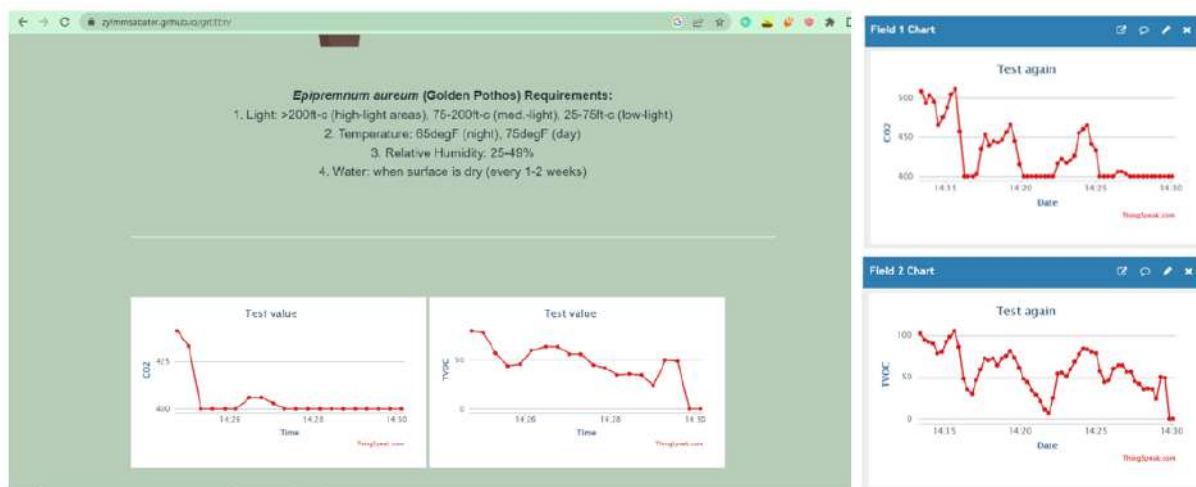 Epipremnum aureum (Golden Pothos) Requirements:
1. Light: >200ft-c (high-light areas), 75-200ft-c (med.-light), 25-75ft-c (low-light)
2. Temperature: 65degF (night), 75degF (day)
3. Relative Humidity: 25-49%
4. Water: when surface is dry (every 1-2 weeks)
Test value
CO2
425
400
14:26
14:28
14:30
Time
ThingSpeak.com
Test value
TVOC
50
0
14:26
14:28
14:30
Time
ThingSpeak.com
Field 1 Chart
Test again
CO2
500
450
400
14:15
14:20
14:25
14:30
Date
ThingSpeak.com
Field 2 Chart
Test again
TVOC
100
50
0
14:15
14:20
14:25
14:30
Date
ThingSpeak.com